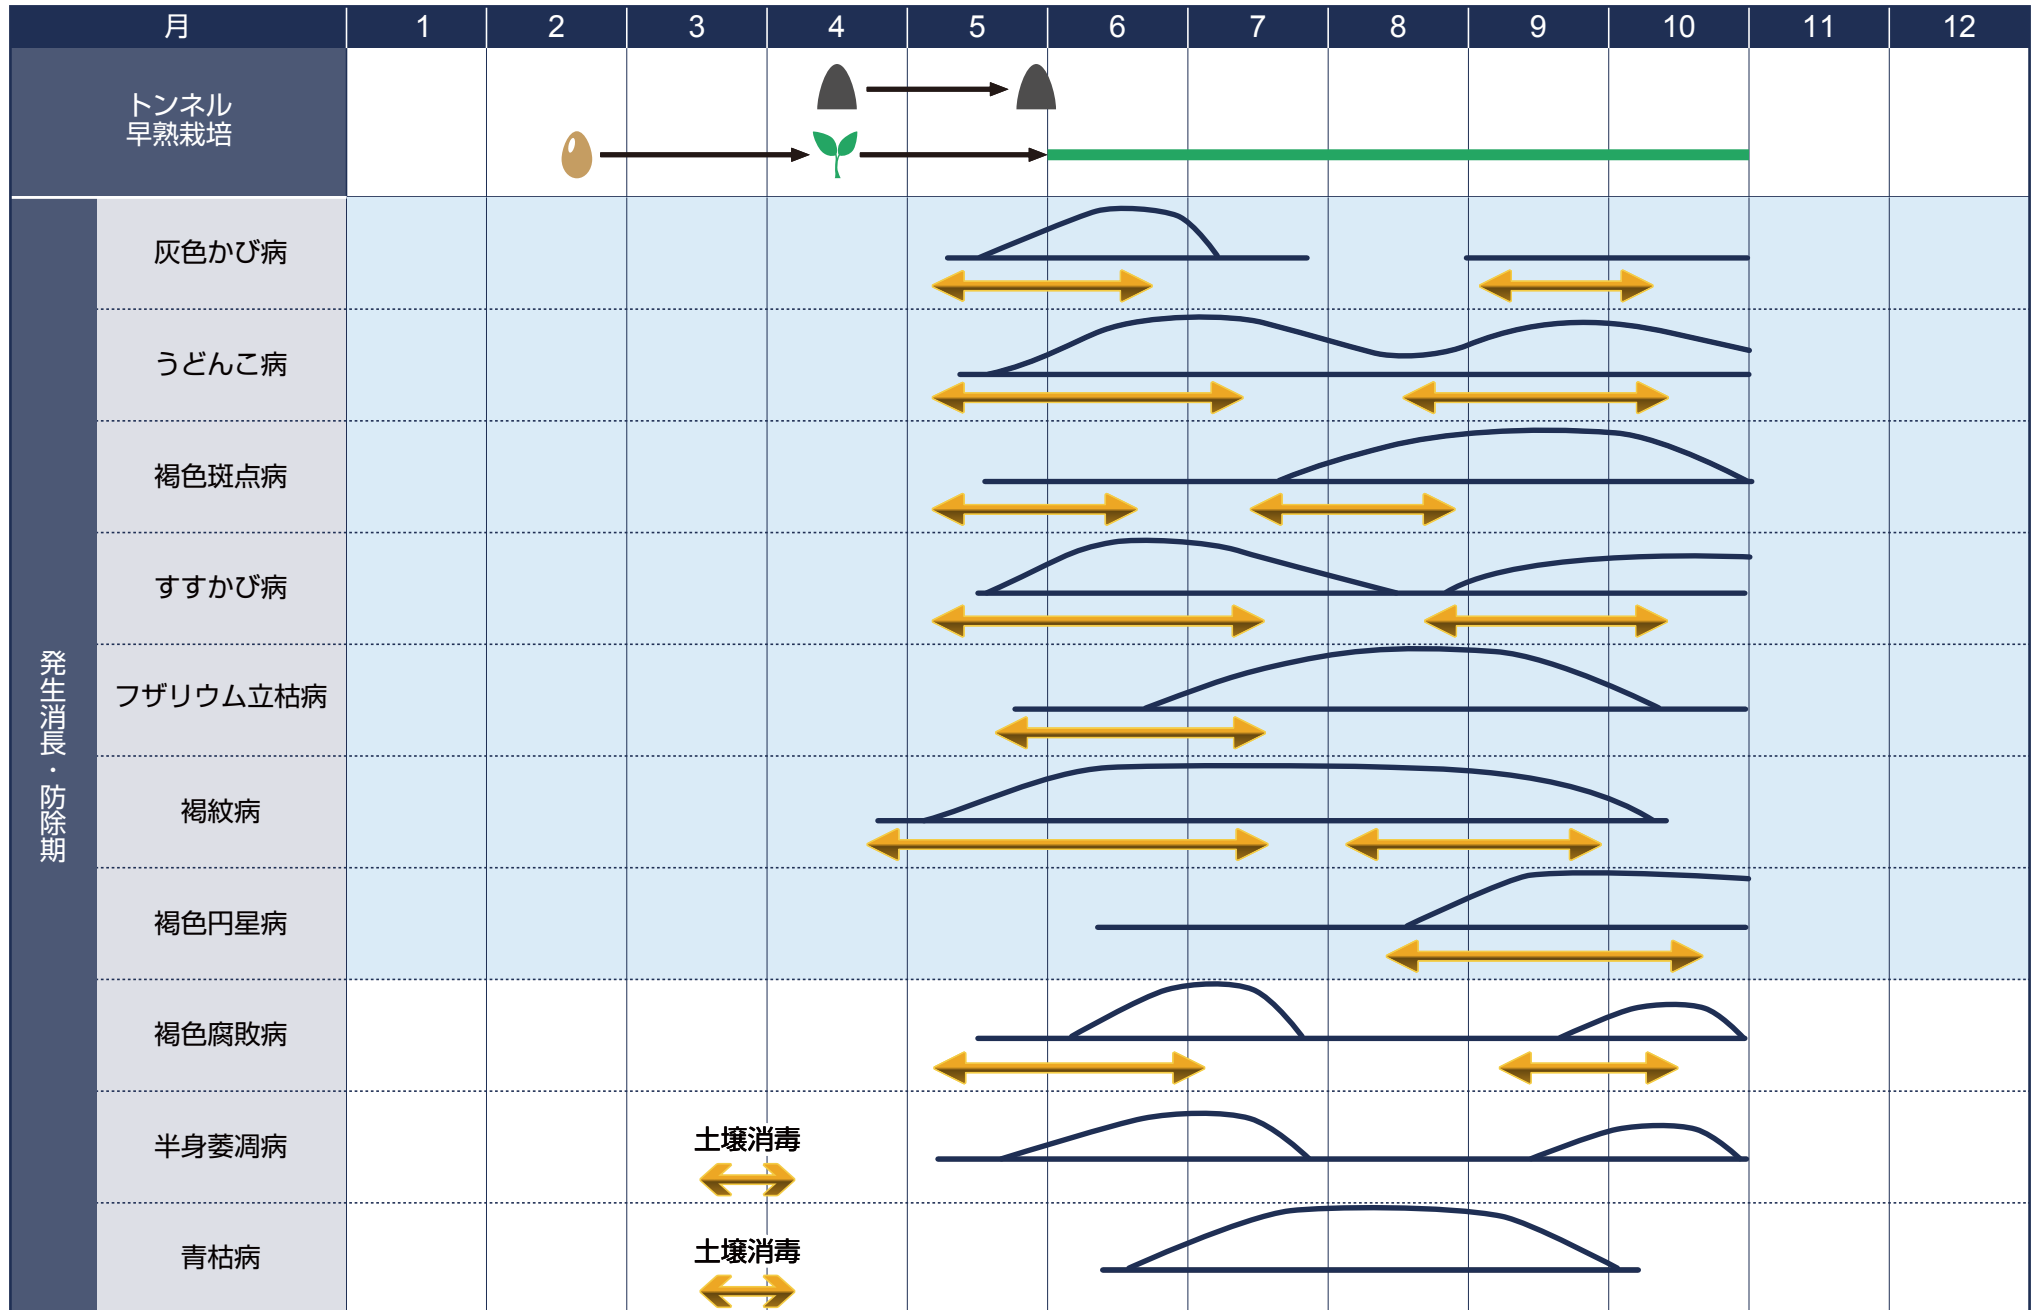 月 1 2 3 4 5 6 7 8 9 10 11 12
トンネル
早熟栽培
発生消長・防除期
灰色かび病
うどんこ病
褐色斑点病
すすかび病
フザリウム立枯病
褐紋病
褐色円星病
褐色腐敗病
半身萎凋病
土壌消毒
青枯病
土壌消毒